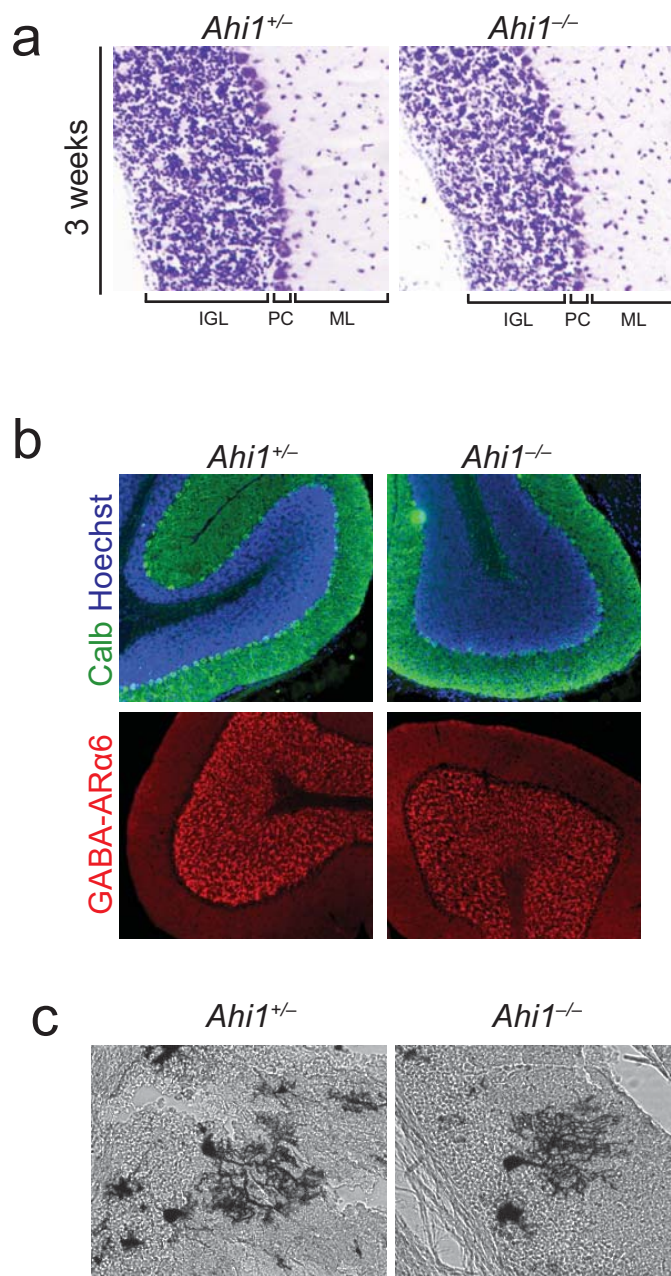 a
Ahi1+/– Ahi1–/–
3 weeks
IGL PC ML IGL PC ML
b
Ahi1+/– Ahi1–/–
Calb Hoechst
GABA-ARα6
c
Ahi1+/– Ahi1–/–